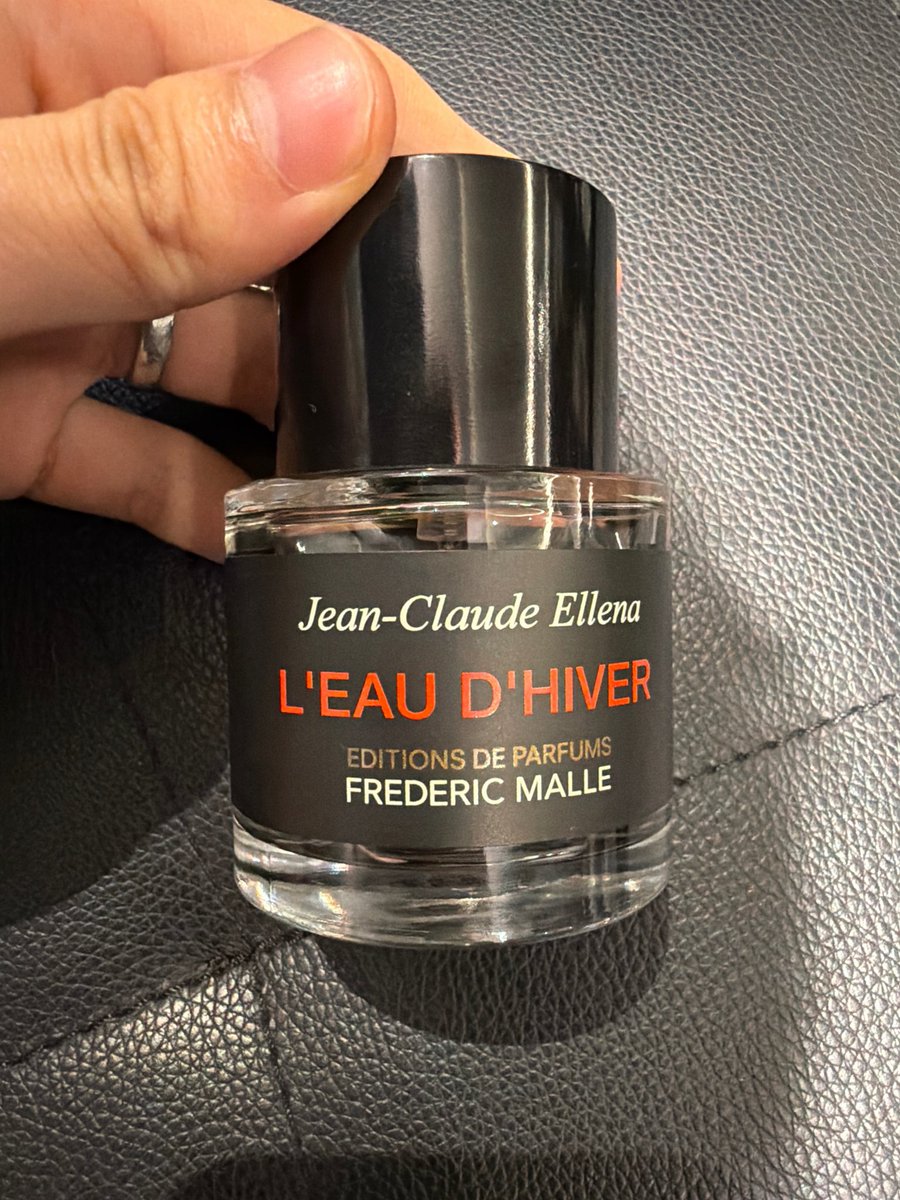 Jean-Claude Ellena
L'EAU D'HIVER
EDITIONS DE PARFUMS
FREDERIC MALLE